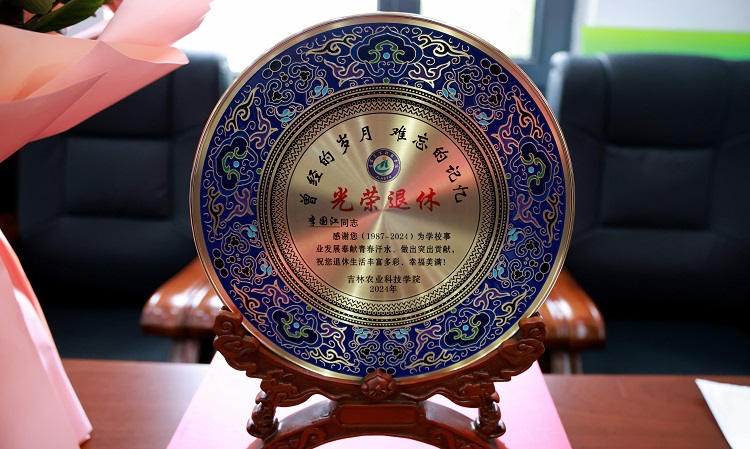 曾经的岁月 难忘的记忆
光荣退休
李国江同志
感谢您(1987-2024)为学校事
业发展奉献青春汗水、做出突出贡献,
祝您退休生活丰富多彩、幸福美满!
吉林农业科技学院
2024年